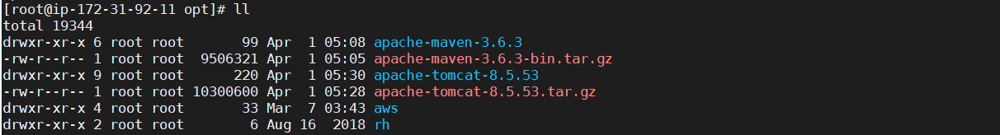 [root@ip-172-31-92-11 opt]# ll
total 19344
drwxr-xr-x 6 root root       99 Apr  1 05:08 apache-maven-3.6.3
-rw-r--r-- 1 root root  9506321 Apr  1 05:05 apache-maven-3.6.3-bin.tar.gz
drwxr-xr-x 9 root root      220 Apr  1 05:30 apache-tomcat-8.5.53
-rw-r--r-- 1 root root 10300600 Apr  1 05:28 apache-tomcat-8.5.53.tar.gz
drwxr-xr-x 4 root root       33 Mar  7 03:43 aws
drwxr-xr-x 2 root root        6 Aug 16  2018 rh